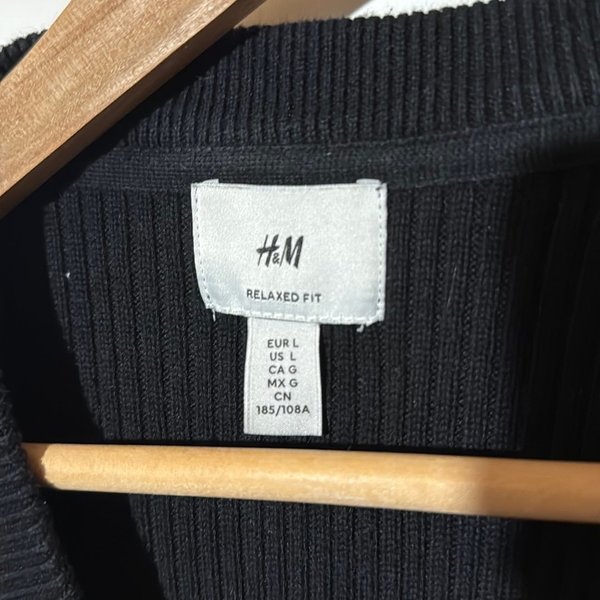 H&M
RELAXED FIT
EUR L
US L
CA G
MX G
CN
185/108A